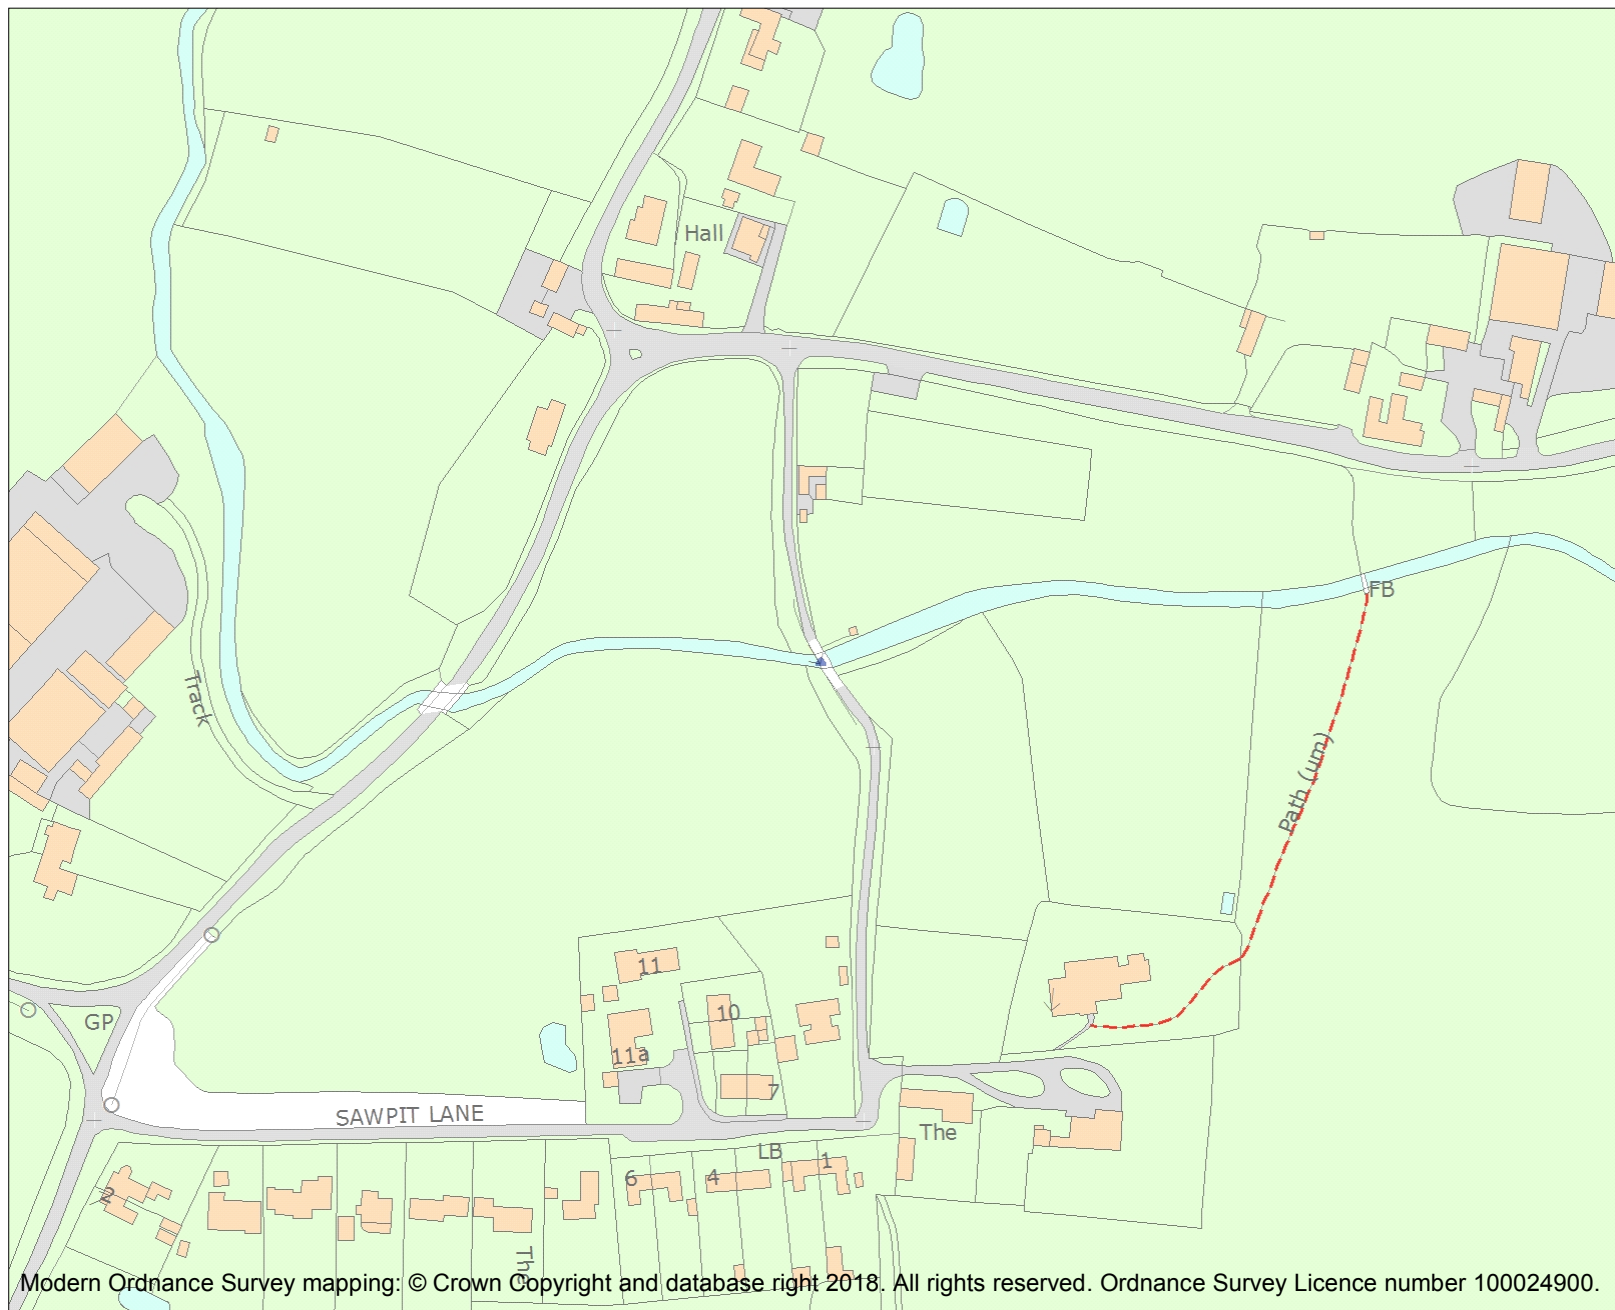 Hall
FB
Track
Path (um)
11
10
GP
11a
7
SAWPIT LANE
The
LB
1
6
4
2
The
Modern Ordnance Survey mapping: © Crown Copyright and database right 2018. All rights reserved. Ordnance Survey Licence number 100024900.